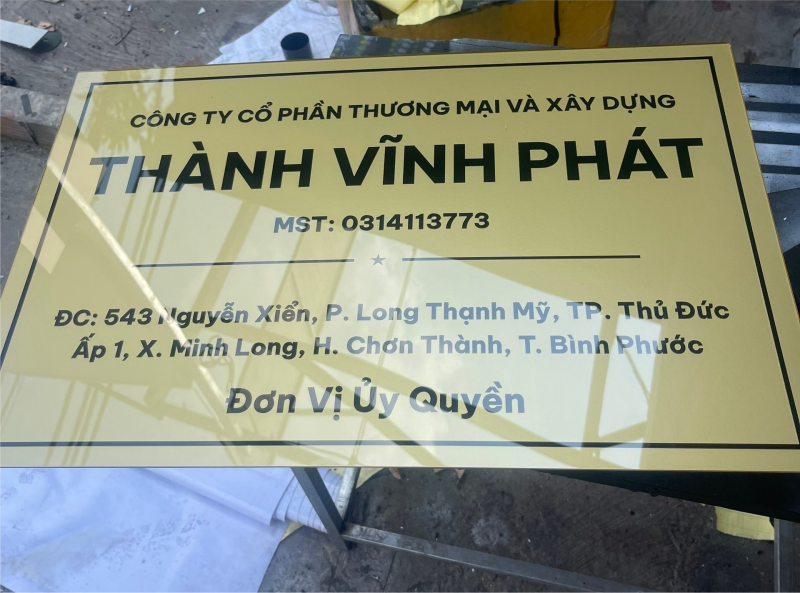 CÔNG TY CỔ PHẦN THƯƠNG MẠI VÀ XÂY DỰNG
THÀNH VĨNH PHÁT
MST: 0314113773
ĐC: 543 Nguyễn Xiển, P. Long Thạnh Mỹ, TP. Thủ Đức
Ấp 1, X. Minh Long, H. Chơn Thành, T. Bình Phước
Đơn Vị Ủy Quyền